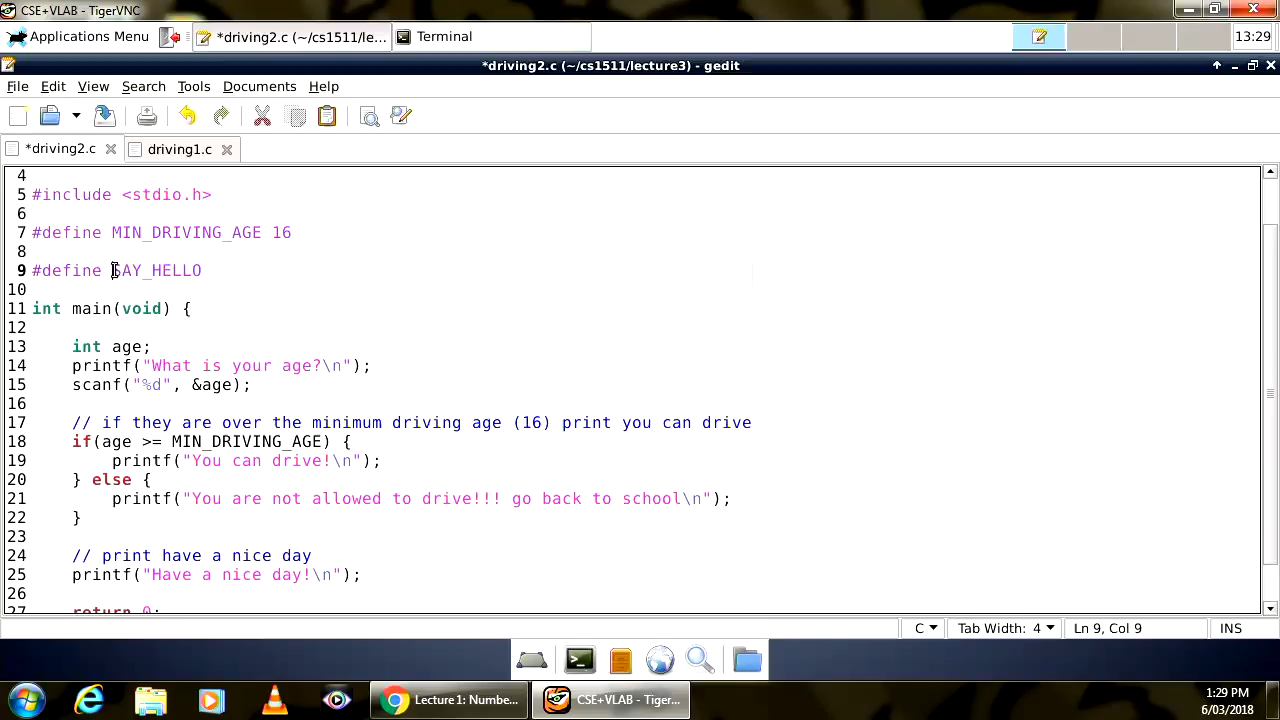 CSE+VLAB - TigerVNC
Applications Menu
*driving2.c (~/cs1511/le...
Terminal
13:29
*driving2.c (~/cs1511/lecture3) - gedit
File Edit View Search Tools Documents Help
*driving2.c
driving1.c
4
5 #include <stdio.h>
6
7 #define MIN_DRIVING_AGE 16
8
9 #define SAY_HELLO
10
11 int main(void) {
12
13 int age;
14 printf("What is your age?\n");
15 scanf("%d", &age);
16
17 // if they are over the minimum driving age (16) print you can drive
18 if(age >= MIN_DRIVING_AGE) {
19 printf("You can drive!\n");
20 } else {
21 printf("You are not allowed to drive!!! go back to school\n");
22 }
23
24 // print have a nice day
25 printf("Have a nice day!\n");
26
27 return 0;
C Tab Width: 4 Ln 9, Col 9 INS
Lecture 1: Numbe...
CSE+VLAB - Tiger...
1:29 PM
6/03/2018